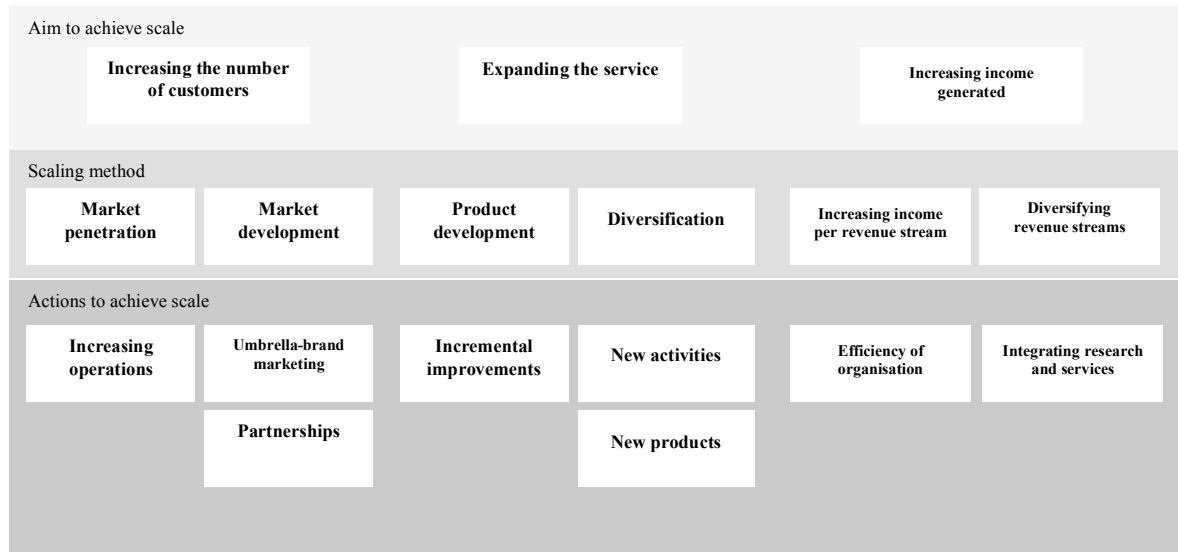 Aim to achieve scale
Increasing the number
of customers
Expanding the service
Increasing income
generated
Scaling method
Market
penetration
Market
development
Product
development
Diversification
Increasing income
per revenue stream
Diversifying
revenue streams
Actions to achieve scale
Increasing
operations
Umbrella-brand
marketing
Incremental
improvements
New activities
Efficiency of
organisation
Integrating research
and services
Partnerships
New products